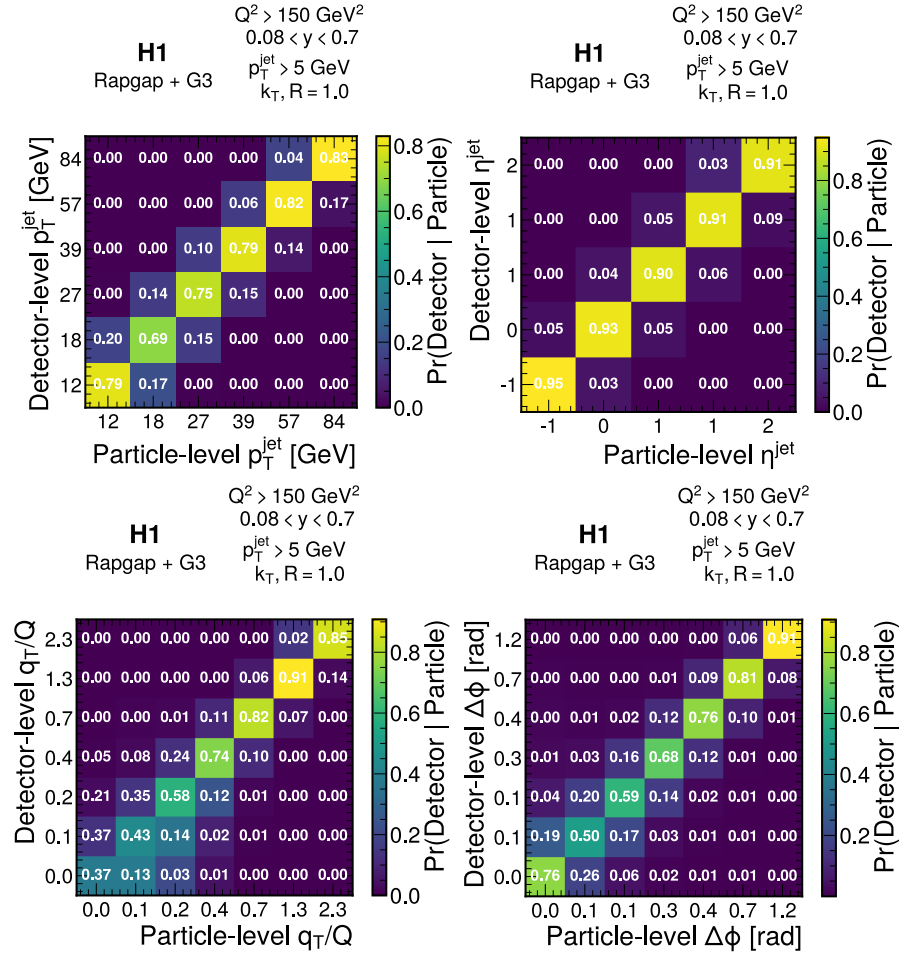 H1
Rapgap + G3
Q² > 150 GeV²
0.08 < y < 0.7
p_T^jet > 5 GeV
k_T, R = 1.0
Detector-level p_T^jet [GeV]
84 0.00 0.00 0.00 0.00 0.04 0.83
57 0.00 0.00 0.00 0.06 0.82 0.17
39 0.00 0.00 0.10 0.79 0.14 0.00
27 0.00 0.14 0.75 0.15 0.00 0.00
18 0.20 0.69 0.15 0.00 0.00 0.00
12 0.79 0.17 0.00 0.00 0.00 0.00
12 18 27 39 57 84
Particle-level p_T^jet [GeV]
0.8
0.6
0.4
0.2
0.0
Pr(Detector | Particle)
H1
Rapgap + G3
Q² > 150 GeV²
0.08 < y < 0.7
p_T^jet > 5 GeV
k_T, R = 1.0
Detector-level η^jet
2 0.00 0.00 0.00 0.03 0.91
1 0.00 0.00 0.05 0.91 0.09
1 0.00 0.04 0.90 0.06 0.00
0 0.05 0.93 0.05 0.00 0.00
-1 0.95 0.03 0.00 0.00 0.00
-1 0 1 1 2
Particle-level η^jet
0.8
0.6
0.4
0.2
0.0
Pr(Detector | Particle)
H1
Rapgap + G3
Q² > 150 GeV²
0.08 < y < 0.7
p_T^jet > 5 GeV
k_T, R = 1.0
Detector-level q_T/Q
2.3 0.00 0.00 0.00 0.00 0.00 0.02 0.85
1.3 0.00 0.00 0.00 0.00 0.06 0.91 0.14
0.7 0.00 0.00 0.01 0.11 0.82 0.07 0.00
0.4 0.05 0.08 0.24 0.74 0.10 0.00 0.00
0.2 0.21 0.35 0.58 0.12 0.01 0.00 0.00
0.1 0.37 0.43 0.14 0.02 0.01 0.00 0.00
0.0 0.37 0.13 0.03 0.01 0.00 0.00 0.00
0.0 0.1 0.2 0.4 0.7 1.3 2.3
Particle-level q_T/Q
0.8
0.6
0.4
0.2
0.0
Pr(Detector | Particle)
H1
Rapgap + G3
Q² > 150 GeV²
0.08 < y < 0.7
p_T^jet > 5 GeV
k_T, R = 1.0
Detector-level Δϕ [rad]
1.2 0.00 0.00 0.00 0.00 0.00 0.06 0.91
0.7 0.00 0.00 0.00 0.01 0.09 0.81 0.08
0.4 0.00 0.01 0.02 0.12 0.76 0.10 0.01
0.3 0.01 0.03 0.16 0.68 0.12 0.01 0.00
0.1 0.04 0.20 0.59 0.14 0.02 0.01 0.00
0.1 0.19 0.50 0.17 0.03 0.01 0.01 0.00
0.0 0.76 0.26 0.06 0.02 0.01 0.01 0.00
0.0 0.1 0.1 0.3 0.4 0.7 1.2
Particle-level Δϕ [rad]
0.8
0.6
0.4
0.2
Pr(Detector | Particle)